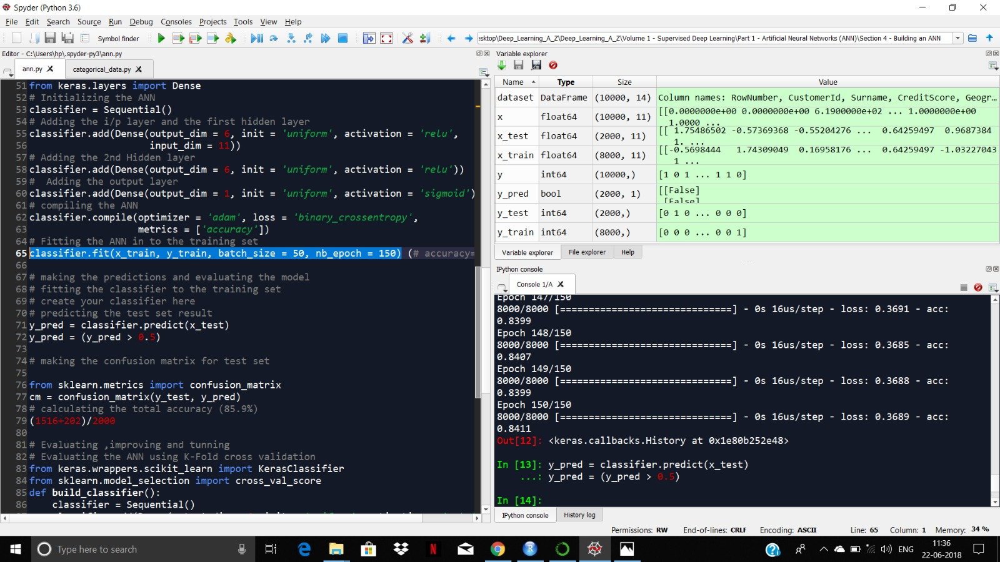 Spyder (Python 3.6)
File Edit Search Source Run Debug Consoles Projects Tools View Help
Symbol finder
sktop\Deep_Learning_A_Z\Deep_Learning_A_Z\Volume 1 - Supervised Deep Learning\Part 1 - Artificial Neural Networks (ANN)\Section 4 - Building an ANN
Editor - C:\Users\hp\.spyder-py3\ann.py
ann.py
categorical_data.py
51 from keras.layers import Dense
52 # Initializing the ANN
53 classifier = Sequential()
54 # Adding the i/p layer and the first hidden layer
55 classifier.add(Dense(output_dim = 6, init = 'uniform', activation = 'relu',
56 input_dim = 11))
57 # Adding the 2nd Hidden layer
58 classifier.add(Dense(output_dim = 6, init = 'uniform', activation = 'relu'))
59 #  Adding the output layer
60 classifier.add(Dense(output_dim = 1, init = 'uniform', activation = 'sigmoid')
61 # compiling the ANN
62 classifier.compile(optimizer = 'adam', loss = 'binary_crossentropy',
63 metrics = ['accuracy'])
64 # Fitting the ANN in to the training set
65 classifier.fit(x_train, y_train, batch_size = 50, nb_epoch = 150) (# accuracy=
66
67 # making the predictions and evaluating the model
68 # fitting the classifier to the training set
69 # create your classifier here
70 # predicting the test set result
71 y_pred = classifier.predict(x_test)
72 y_pred = (y_pred > 0.5)
73
74 # making the confusion matrix for test set
75
76 from sklearn.metrics import confusion_matrix
77 cm = confusion_matrix(y_test, y_pred)
78 # calculating the total accuracy (85.9%)
79 (1516+202)/2000
80
81 # Evaluating ,improving and tunning
82 # Evaluating the ANN using K-Fold cross validation
83 from keras.wrappers.scikit_learn import KerasClassifier
84 from sklearn.model_selection import cross_val_score
85 def build_classifier():
86 classifier = Sequential()
Variable explorer
Name Type Size Value
dataset DataFrame (10000, 14) Column names: RowNumber, CustomerId, Surname, CreditScore, Geogr...
x float64 (10000, 11) [[0.0000000e+00 0.0000000e+00 6.1900000e+02 ... 1.0000000e+00
1.0000 ...
x_test float64 (2000, 11) [[ 1.75486502 -0.57369368 -0.55204276 ... 0.64259497 0.9687384
1. ...
x_train float64 (8000, 11) [[-0.5698444 1.74309049 0.16958176 ... 0.64259497 -1.03227043
1 ...
y int64 (10000,) [1 0 1 ... 1 1 0]
y_pred bool (2000, 1) [[False]
[False]
y_test int64 (2000,) [0 1 0 ... 0 0 0]
y_train int64 (8000,) [0 0 0 ... 0 0 1]
Variable explorer File explorer Help
IPython console
Console 1/A
Epoch 147/150
8000/8000 [==============================] - 0s 16us/step - loss: 0.3691 - acc:
0.8399
Epoch 148/150
8000/8000 [==============================] - 0s 16us/step - loss: 0.3685 - acc:
0.8407
Epoch 149/150
8000/8000 [==============================] - 0s 16us/step - loss: 0.3688 - acc:
0.8399
Epoch 150/150
8000/8000 [==============================] - 0s 16us/step - loss: 0.3689 - acc:
0.8411
Out[12]: <keras.callbacks.History at 0x1e80b252e48>
In [13]: y_pred = classifier.predict(x_test)
...: y_pred = (y_pred > 0.5)
In [14]:
IPython console History log
Permissions: RW End-of-lines: CRLF Encoding: ASCII Line: 65 Column: 1 Memory: 34 %
Type here to search
ENG
11:36
22-06-2018